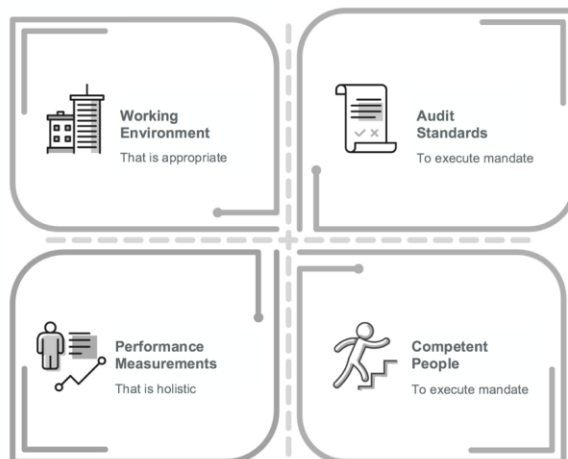 Working
Environment
That is appropriate
Audit
Standards
To execute mandate
Performance
Measurements
That is holistic
Competent
People
To execute mandate